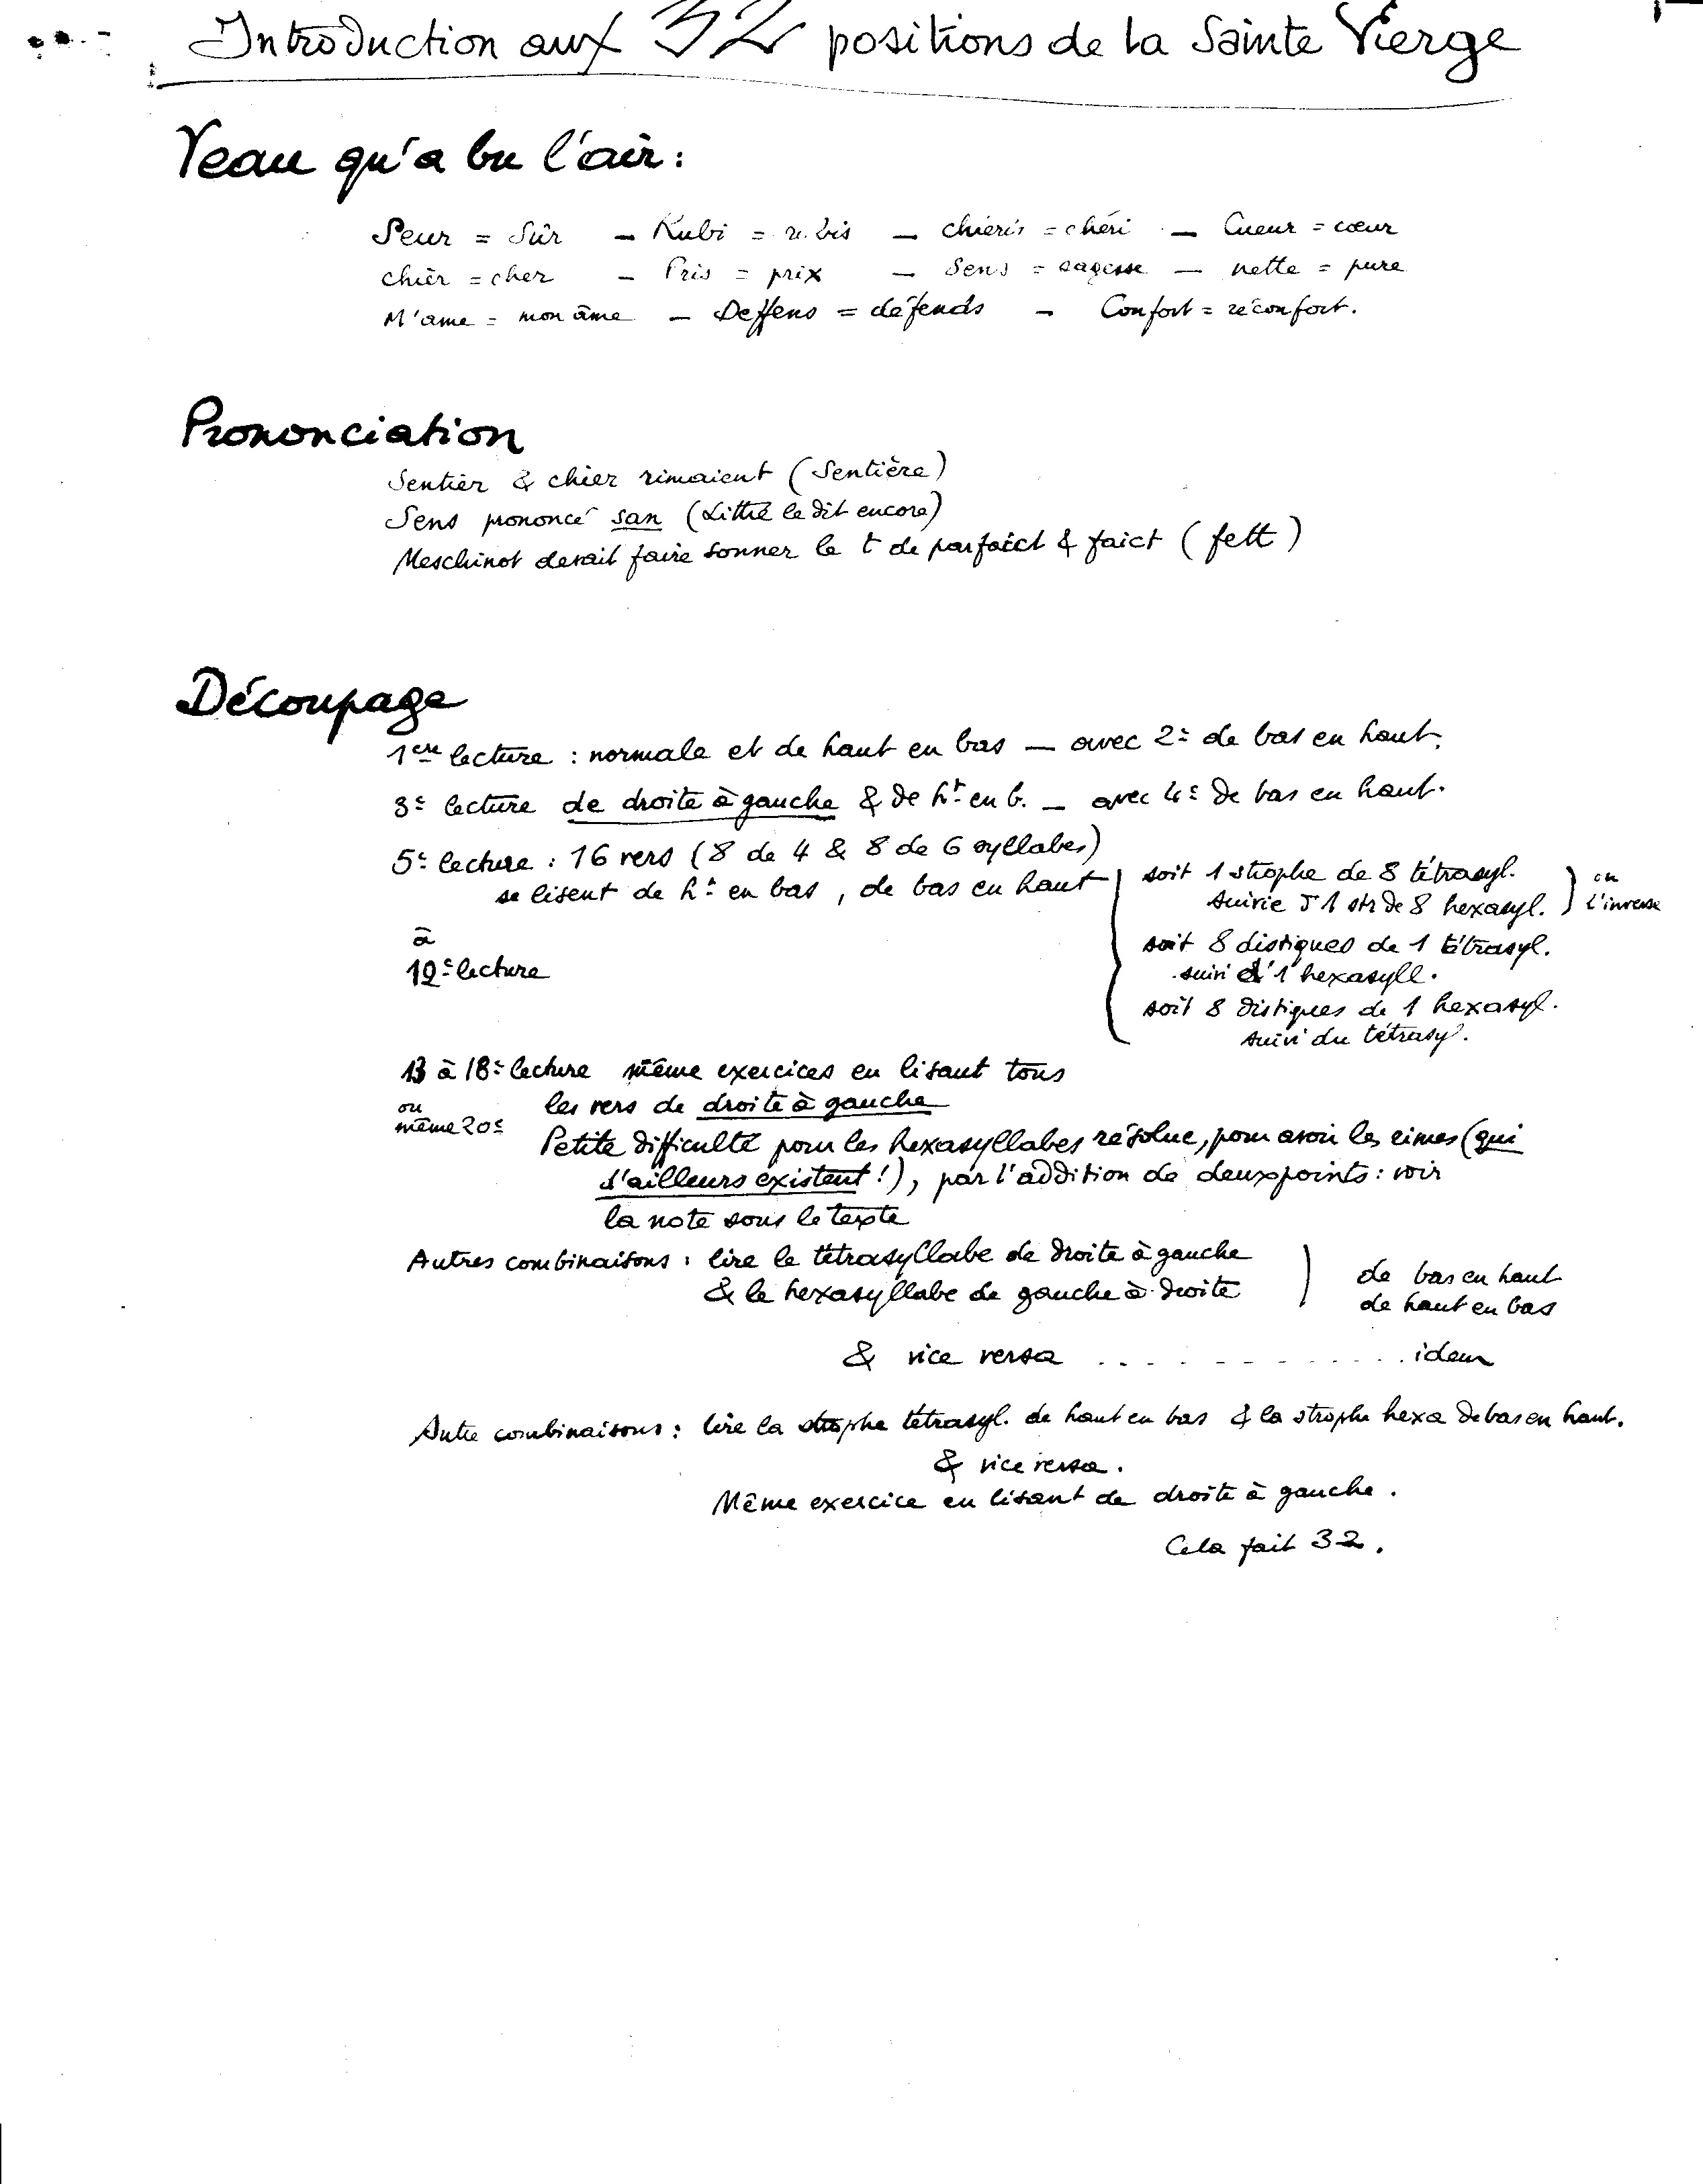 Introduction aux 32 positions de la Sainte Vierge
Veau qu'a bu l'air :
Seur = sûr – Rubi = rubis – chieris = chéri – Cueur = cœur
chier = cher – Pris = prix – Sens = sagesse – nette = pure
M'ame = mon âme – Deffens = défends – Confort = réconfort.
Prononciation
Sentier & chier rimaient (Sentière)
Sens prononcé san (Littré le dit encore)
Meschinot devait faire sonner le t de parfaict & faict (fett)
Découpage
1ère lecture : normale et de haut en bas – avec 2e de bas en haut.
3e lecture de droite à gauche & de ht en b. – avec 4e de bas en haut.
5e lecture : 16 vers (8 de 4 & 8 de 6 syllabes)
se lisent de ht en bas, de bas en haut
soit 1 strophe de 8 tétrasyl.
suivie d 1 str de 8 hexasyl.
ou
l'inverse
soit 8 distiques de 1 tétrasyl.
suivi d'1 hexasyll.
soit 8 distiques de 1 hexasyl.
suivi du tétrasyl.
à
12e lecture
13 à 18e lecture même exercices en lisant tous
ou
même 20e
les vers de droite à gauche
Petite difficulté pour les hexasyllabes résolue, pour avoir les rimes (qui
d'ailleurs existent !), par l'addition de deux points : voir
la note sous le texte
Autres combinaisons : lire le tétrasyllabe de droite à gauche
& le hexasyllabe de gauche à droite
de bas en haut
de haut en bas
& vice versa . . . . . . . . . . . . . idem
Autre combinaisons : lire la strophe tétrasyl. de haut en bas & la strophe hexa de bas en haut.
& vice versa.
Même exercice en lisant de droite à gauche.
Cela fait 32.